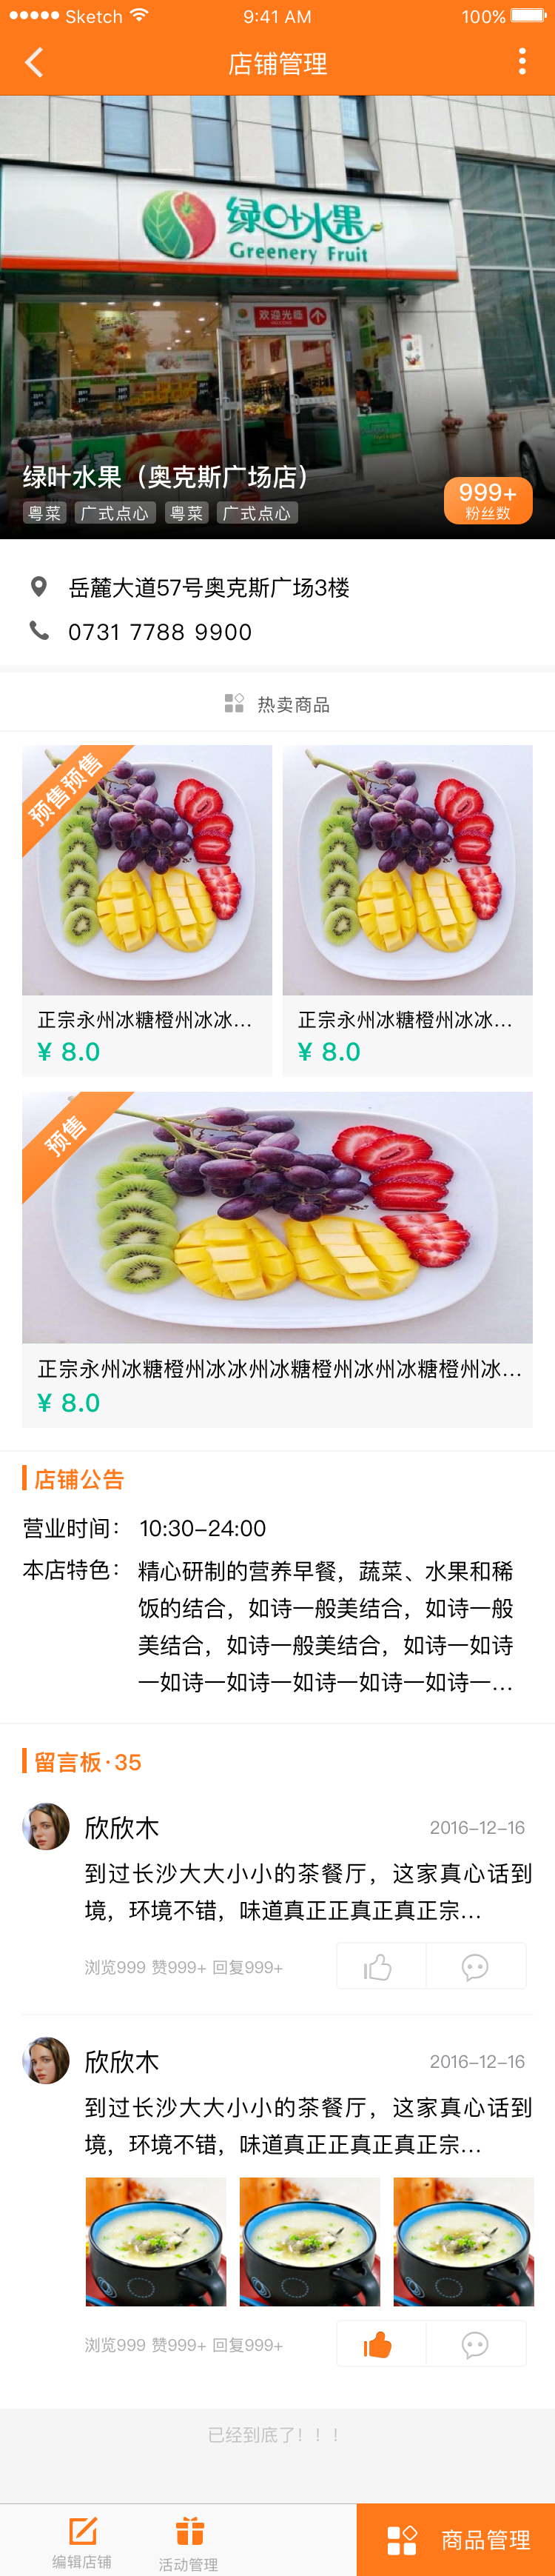 Sketch 9:41 AM 100%
店铺管理
绿叶水果
Greenery Fruit
欢迎光临
绿叶水果（奥克斯广场店）
粤菜 广式点心 粤菜 广式点心
999+
粉丝数
岳麓大道57号奥克斯广场3楼
0731 7788 9900
热卖商品
预售预售
正宗永州冰糖橙州冰冰... 正宗永州冰糖橙州冰冰...
¥ 8.0 ¥ 8.0
预售
正宗永州冰糖橙州冰冰州冰糖橙州冰州冰糖橙州冰...
¥ 8.0
店铺公告
营业时间： 10:30-24:00
本店特色： 精心研制的营养早餐，蔬菜、水果和稀
饭的结合，如诗一般美结合，如诗一般
美结合，如诗一般美结合，如诗一如诗
一如诗一如诗一如诗一如诗一如诗一...
留言板·35
欣欣木 2016-12-16
到过长沙大大小小的茶餐厅，这家真心话到
境，环境不错，味道真正正真正真正宗...
浏览999 赞999+ 回复999+
欣欣木 2016-12-16
到过长沙大大小小的茶餐厅，这家真心话到
境，环境不错，味道真正正真正真正宗...
浏览999 赞999+ 回复999+
已经到底了！！！
编辑店铺 活动管理 商品管理